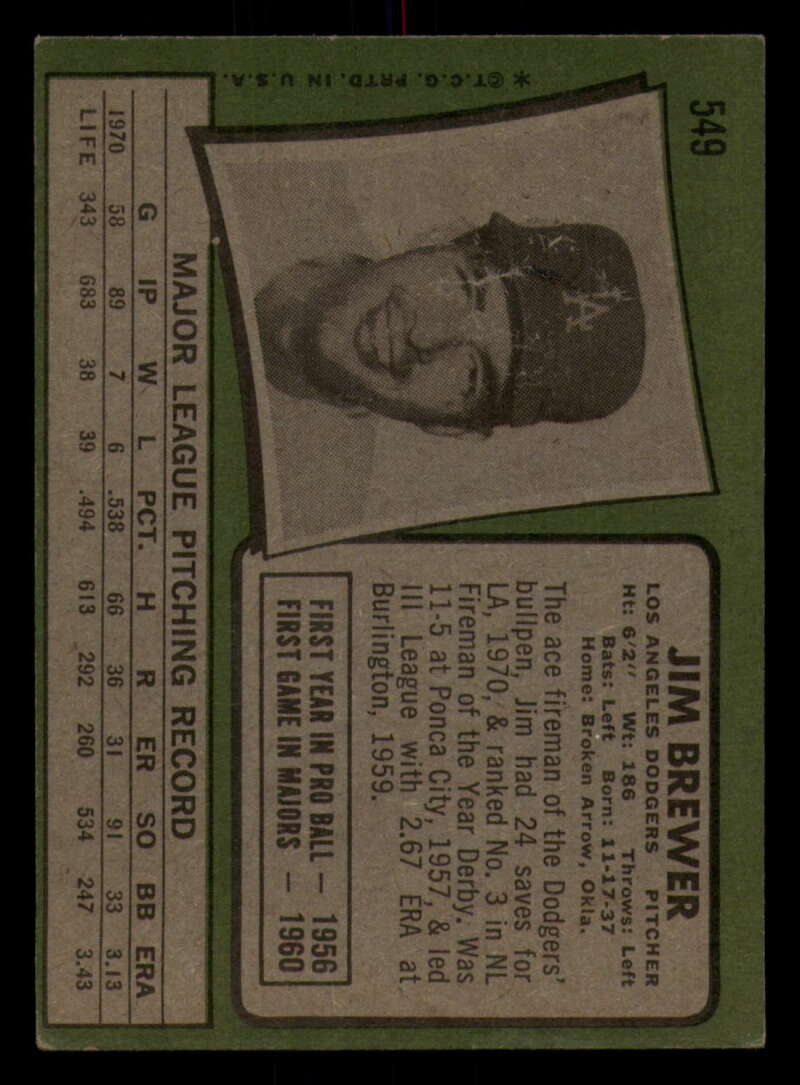 549
* ©T.C.G. PRTD. IN U.S.A.
LA
JIM BREWER
LOS ANGELES DODGERS PITCHER
Ht: 6'2" Wt: 186 Throws: Left
Bats: Left Born: 11-17-37
Home: Broken Arrow, Okla.
The ace fireman of the Dodgers'
bullpen, Jim had 24 saves for
LA, 1970, & ranked No. 3 in NL
Fireman of the Year Derby. Was
11-5 at Ponca City, 1957, & led
III League with 2.67 ERA at
Burlington, 1959.
FIRST YEAR IN PRO BALL — 1956
FIRST GAME IN MAJORS — 1960
MAJOR LEAGUE PITCHING RECORD
G IP W L PCT. H R ER SO BB ERA
1970 58 89 7 6 .538 66 36 31 91 33 3.13
LIFE 343 683 38 39 .494 613 292 260 534 247 3.43